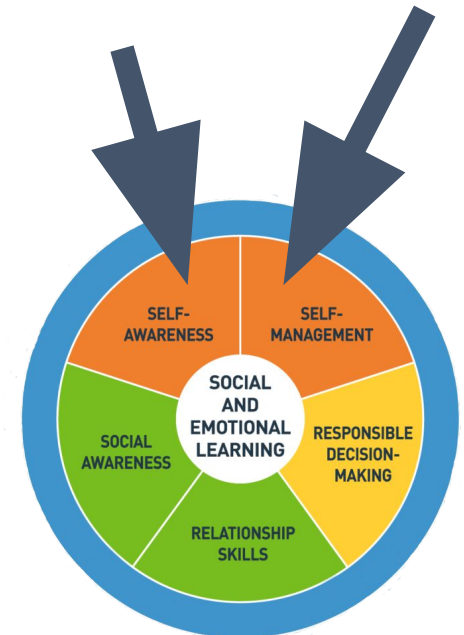 SELF-
AWARENESS
SELF-
MANAGEMENT
SOCIAL
AND
EMOTIONAL
LEARNING
SOCIAL
AWARENESS
RESPONSIBLE
DECISION-
MAKING
RELATIONSHIP
SKILLS